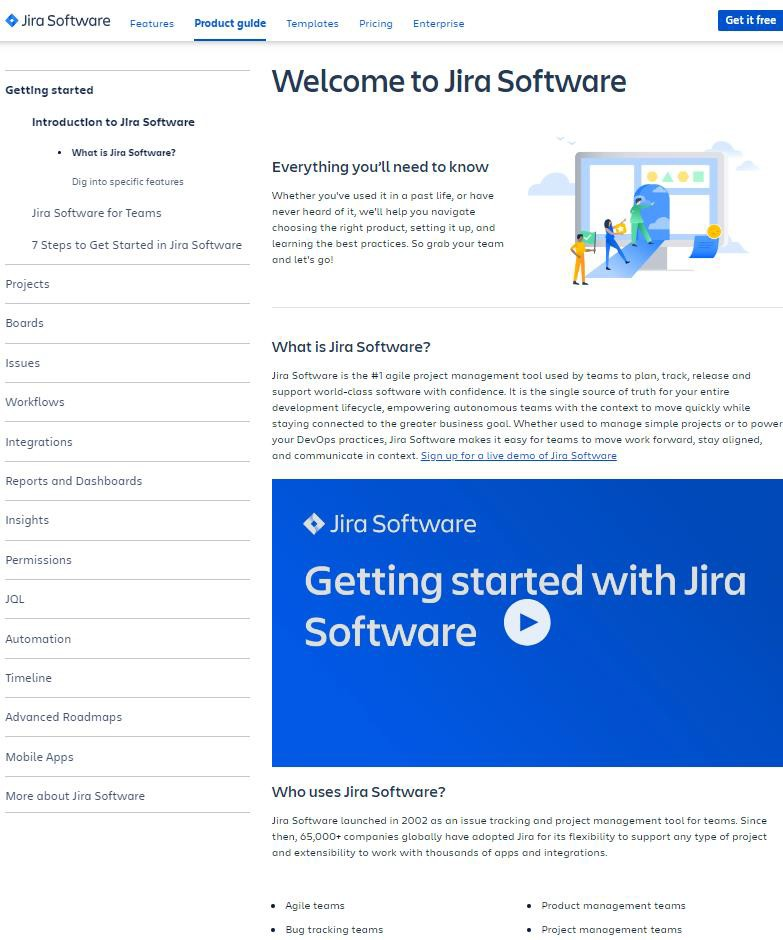 Jira Software
Features
Product guide
Templates
Pricing
Enterprise
Get it free
Getting started
Introduction to Jira Software
What is Jira Software?
Dig into specific features
Jira Software for Teams
7 Steps to Get Started in Jira Software
Projects
Boards
Issues
Workflows
Integrations
Reports and Dashboards
Insights
Permissions
JQL
Automation
Timeline
Advanced Roadmaps
Mobile Apps
More about Jira Software
Welcome to Jira Software
Everything you'll need to know
Whether you've used it in a past life, or have
never heard of it, we'll help you navigate
choosing the right product, setting it up, and
learning the best practices. So grab your team
and let's go!
What is Jira Software?
Jira Software is the #1 agile project management tool used by teams to plan, track, release and
support world-class software with confidence. It is the single source of truth for your entire
development lifecycle, empowering autonomous teams with the context to move quickly while
staying connected to the greater business goal. Whether used to manage simple projects or to power
your DevOps practices, Jira Software makes it easy for teams to move work forward, stay aligned,
and communicate in context. Sign up for a live demo of Jira Software
Jira Software
Getting started with Jira
Software
Who uses Jira Software?
Jira Software launched in 2002 as an issue tracking and project management tool for teams. Since
then, 65,000+ companies globally have adopted Jira for its flexibility to support any type of project
and extensibility to work with thousands of apps and integrations.
• Agile teams
• Bug tracking teams
• Product management teams
• Project management teams